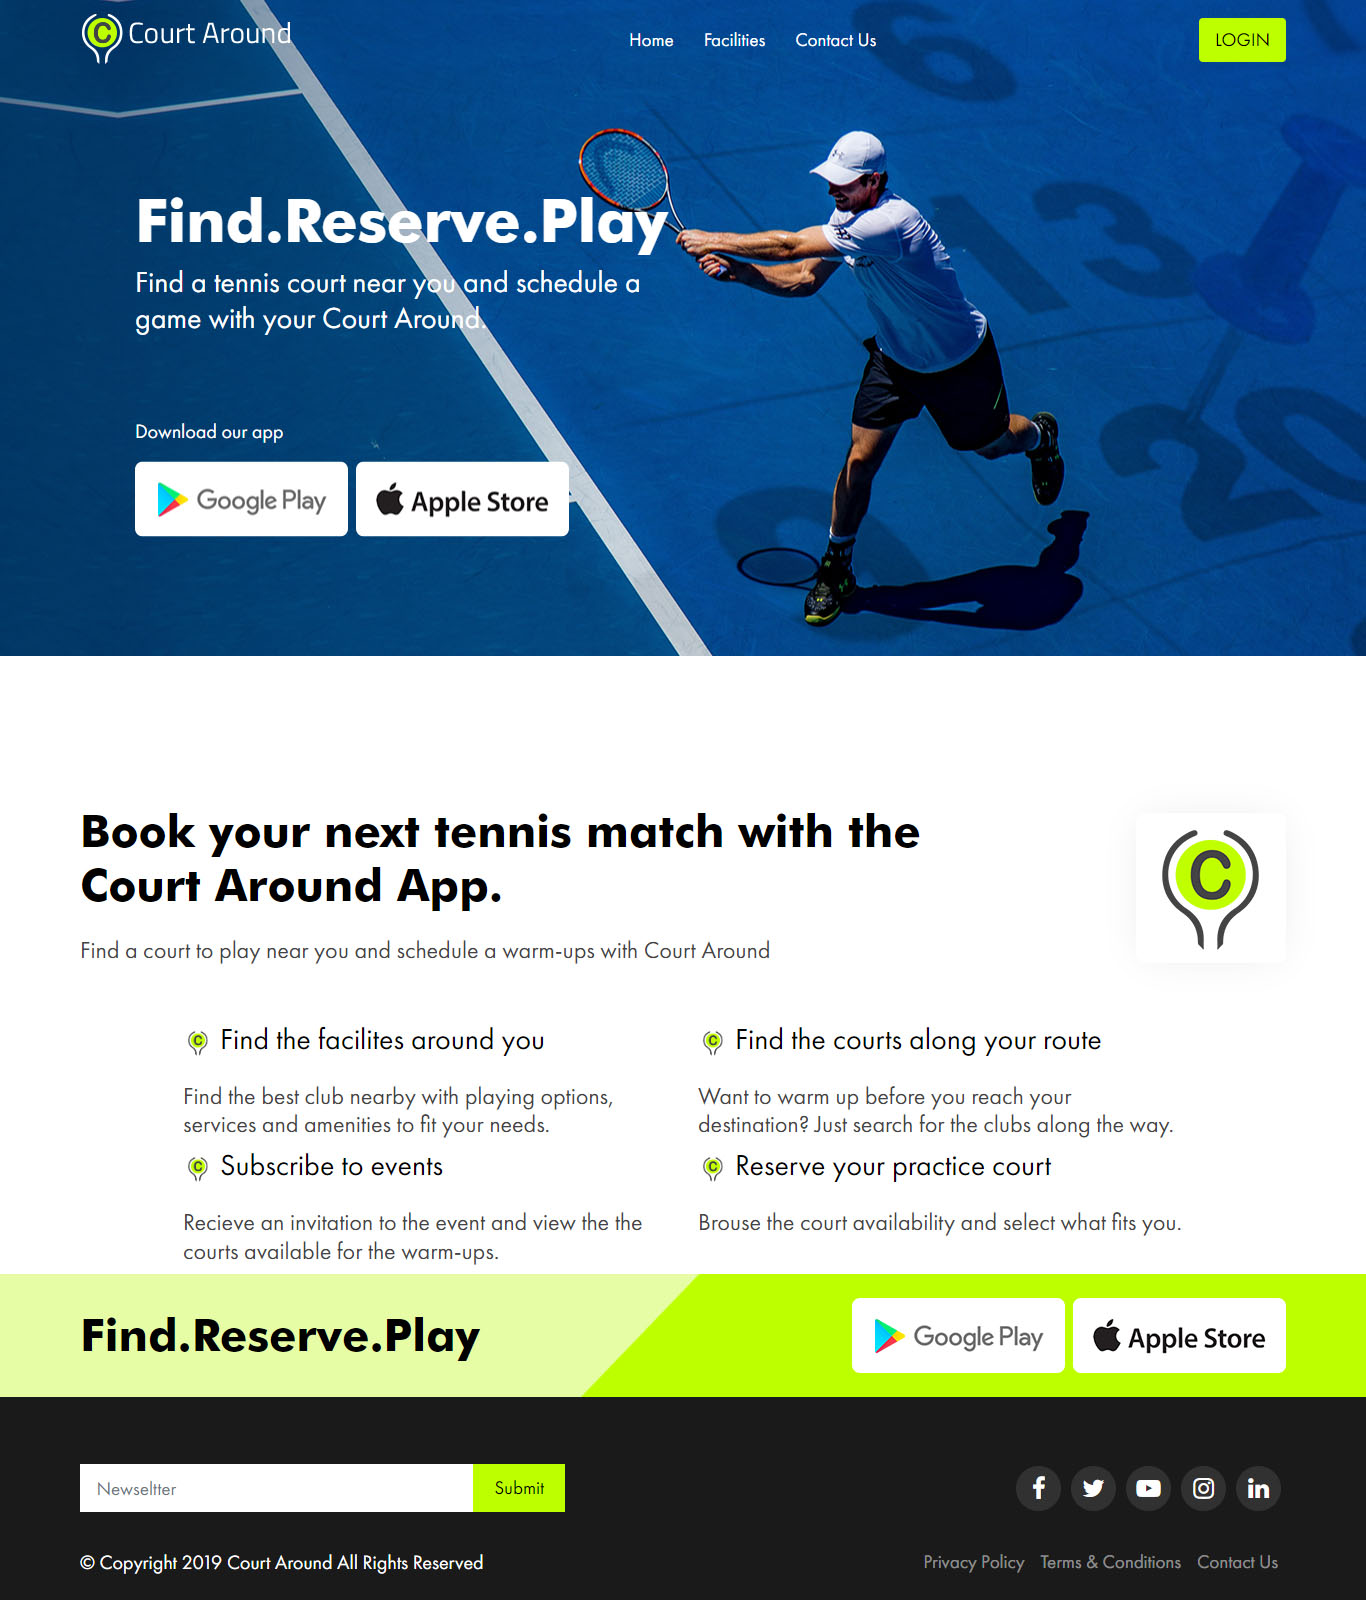 C Court Around
Home Facilities Contact Us
LOGIN
6
13
20
Find.Reserve.Play
Find a tennis court near you and schedule a
game with your Court Around.
Download our app
Google Play
Apple Store
Book your next tennis match with the
Court Around App.
C
Find a court to play near you and schedule a warm-ups with Court Around
C Find the facilites around you
Find the best club nearby with playing options,
services and amenities to fit your needs.
C Find the courts along your route
Want to warm up before you reach your
destination? Just search for the clubs along the way.
C Subscribe to events
Recieve an invitation to the event and view the the
courts available for the warm-ups.
C Reserve your practice court
Brouse the court availability and select what fits you.
Find.Reserve.Play
Google Play
Apple Store
Newseltter
Submit
© Copyright 2019 Court Around All Rights Reserved
Privacy Policy Terms & Conditions Contact Us